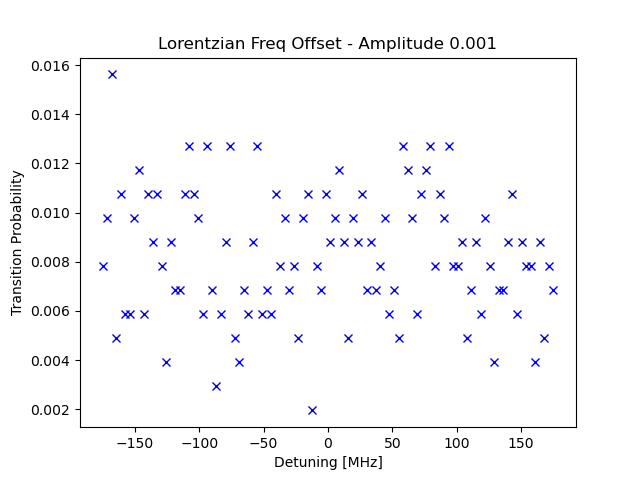 Lorentzian Freq Offset - Amplitude 0.001
0.016
0.014
0.012
0.010
0.008
0.006
0.004
0.002
Transition Probability
−150 −100 −50 0 50 100 150
Detuning [MHz]